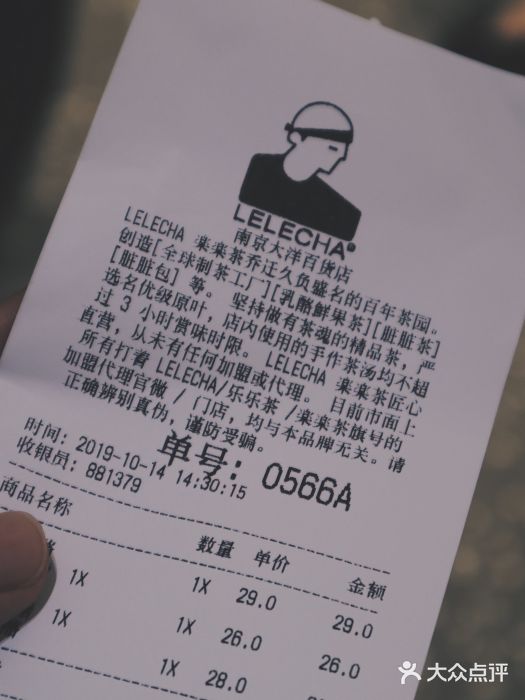 LELECHA®
南京大洋百货店
LELECHA 楽楽茶乔迁久负盛名的百年茶园。
创造[全球制茶工厂][乳酪鲜果茶][脏脏茶]
[脏脏包] 等。 坚持做有茶魂的精品茶，严
选名优级原叶，店内使用的手作茶汤均不超
过 3 小时赏味时限。 LELECHA 楽楽茶匠心
直营，从未有任何加盟或代理。 目前市面上
所有打着 LELECHA/乐乐茶 /楽楽茶旗号的
加盟代理官微 / 门店，均与本品牌无关。请
正确辨别真伪，谨防受骗。
单号：0566A
时间：2019-10-14 14:30:15
收银员：881379
商品名称 数量 单价 金额
1X 1X 29.0 29.0
1X 1X 26.0 26.0
1X 28.0
大众点评